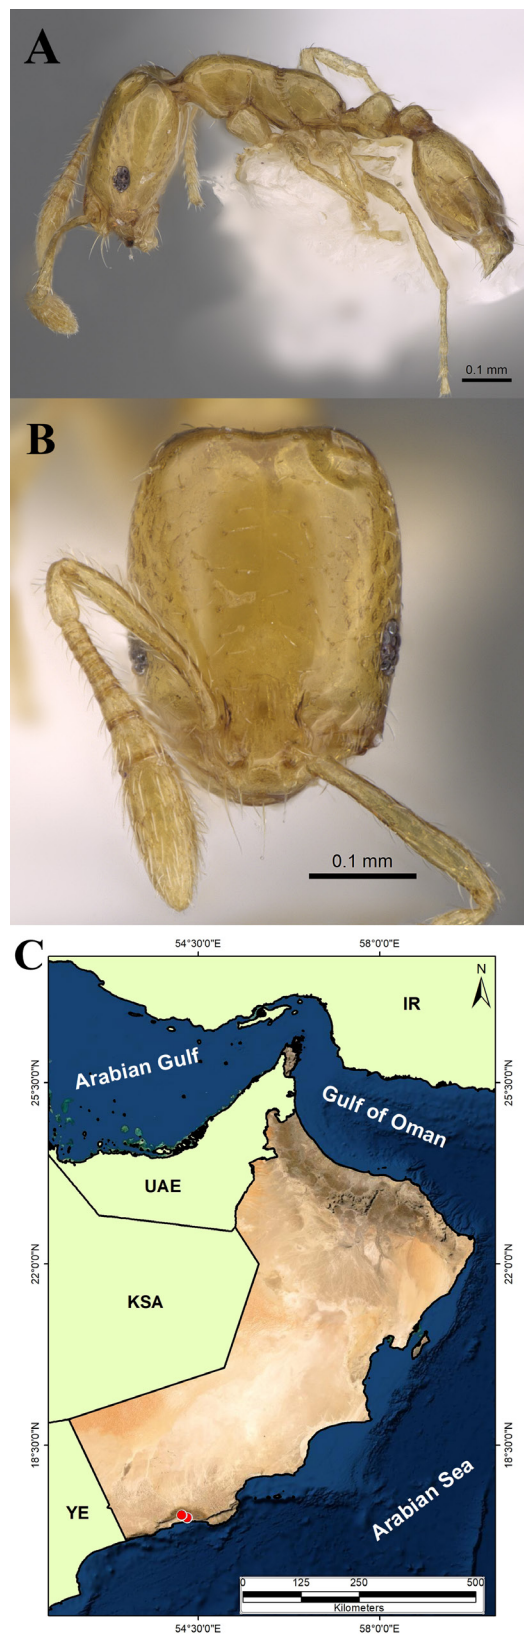 A
0.1 mm
B
0.1 mm
C
54°30'0"E 58°0'0"E
N
IR
Arabian Gulf
Gulf of Oman
25°30'0"N 25°30'0"N
UAE
22°0'0"N 22°0'0"N
KSA
18°30'0"N 18°30'0"N
YE
Arabian Sea
0 125 250 500
Kilometers
54°30'0"E 58°0'0"E